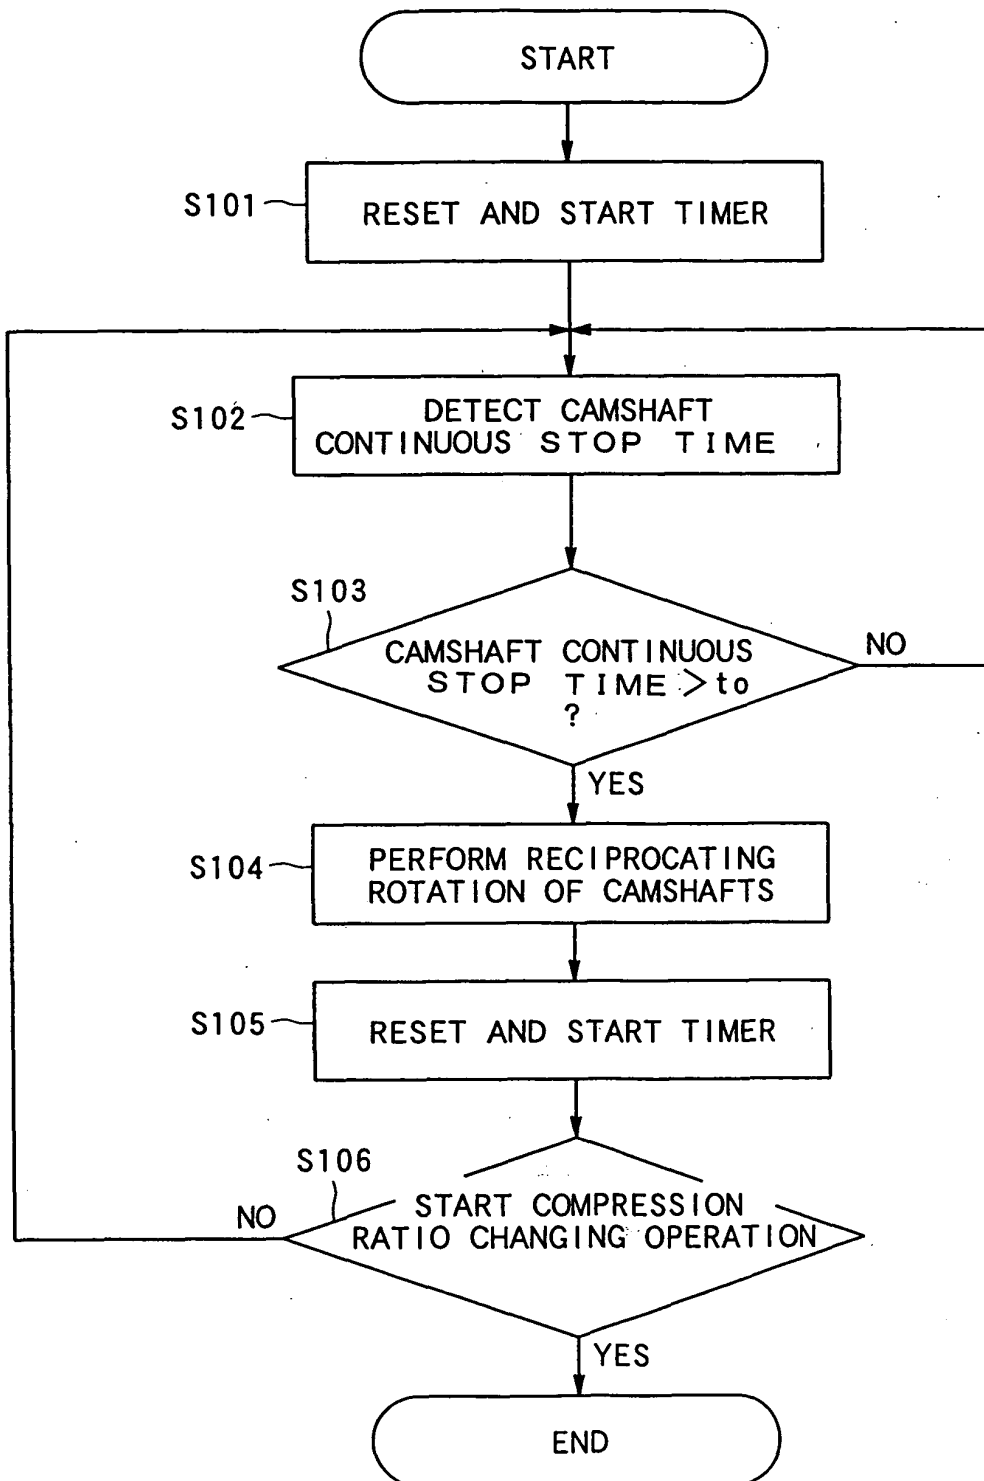 START
S101
RESET AND START TIMER
S102
DETECT CAMSHAFT
CONTINUOUS STOP TIME
S103
CAMSHAFT CONTINUOUS
STOP TIME > to
?
NO
YES
S104
PERFORM RECIPROCATING
ROTATION OF CAMSHAFTS
S105
RESET AND START TIMER
S106
START COMPRESSION
RATIO CHANGING OPERATION
NO
YES
END